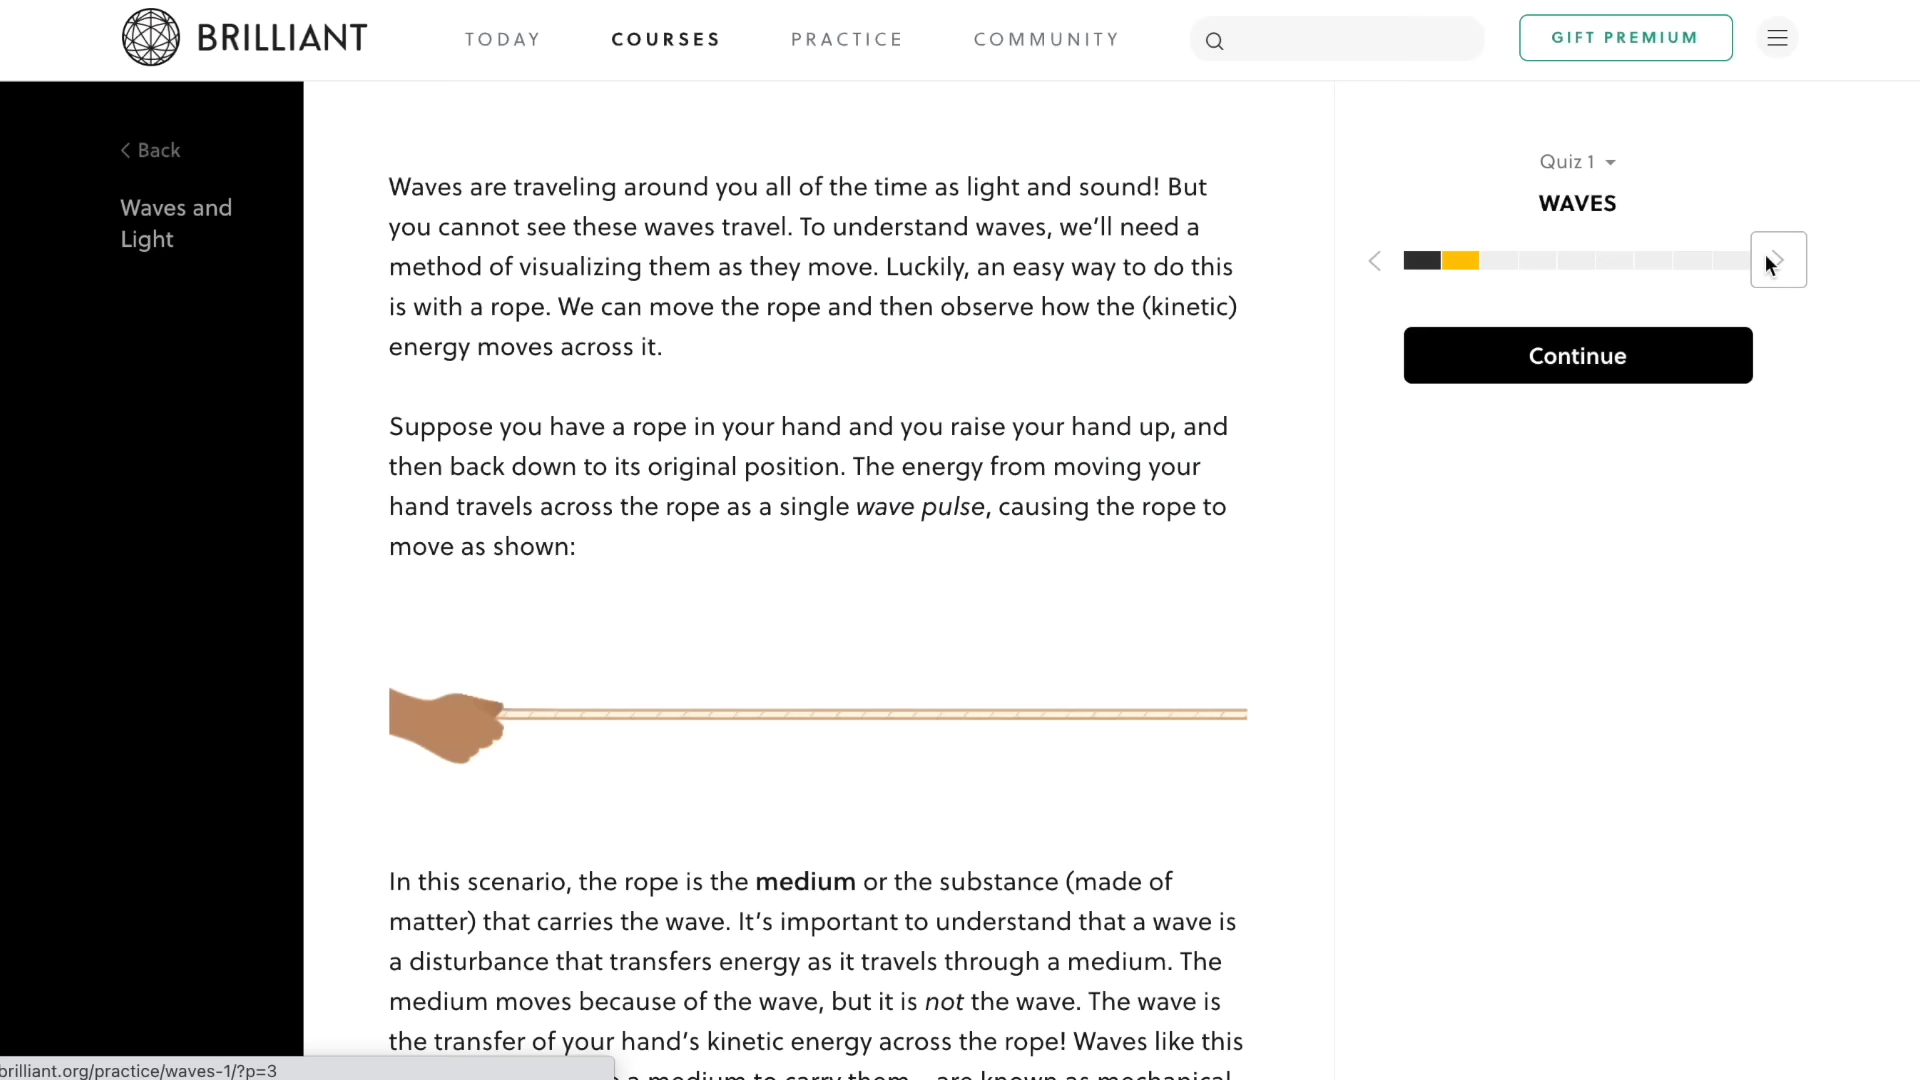 BRILLIANT
TODAY
COURSES
PRACTICE
COMMUNITY
GIFT PREMIUM
Back
Waves and
Light
Waves are traveling around you all of the time as light and sound! But
you cannot see these waves travel. To understand waves, we’ll need a
method of visualizing them as they move. Luckily, an easy way to do this
is with a rope. We can move the rope and then observe how the (kinetic)
energy moves across it.
Suppose you have a rope in your hand and you raise your hand up, and
then back down to its original position. The energy from moving your
hand travels across the rope as a single wave pulse, causing the rope to
move as shown:
In this scenario, the rope is the medium or the substance (made of
matter) that carries the wave. It’s important to understand that a wave is
a disturbance that transfers energy as it travels through a medium. The
medium moves because of the wave, but it is not the wave. The wave is
the transfer of your hand’s kinetic energy across the rope! Waves like this
a medium to carry them—are known as mechanical
Quiz 1
WAVES
Continue
brilliant.org/practice/waves-1/?p=3